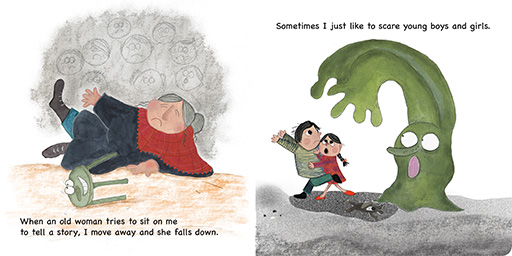 When an old woman tries to sit on me
to tell a story, I move away and she falls down.
Sometimes I just like to scare young boys and girls.